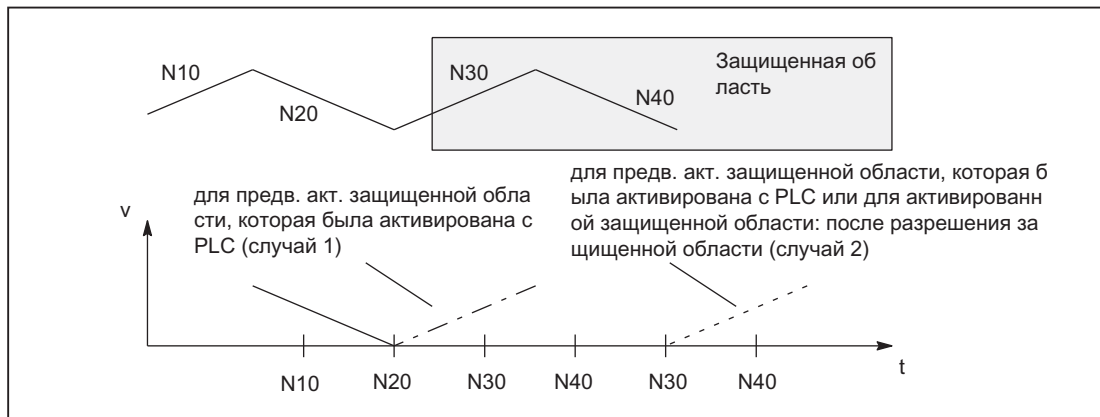 N10
N20
N30
N40
Защищенная об
ласть
для предв. акт. защищенной обла
сти, которая была активирована с
PLC (случай 1)
для предв. акт. защищенной области, которая б
ыла активирована с PLC или для активированн
ой защищенной области: после разрешения за
щищенной области (случай 2)
v
t
N10
N20
N30
N40
N30
N40